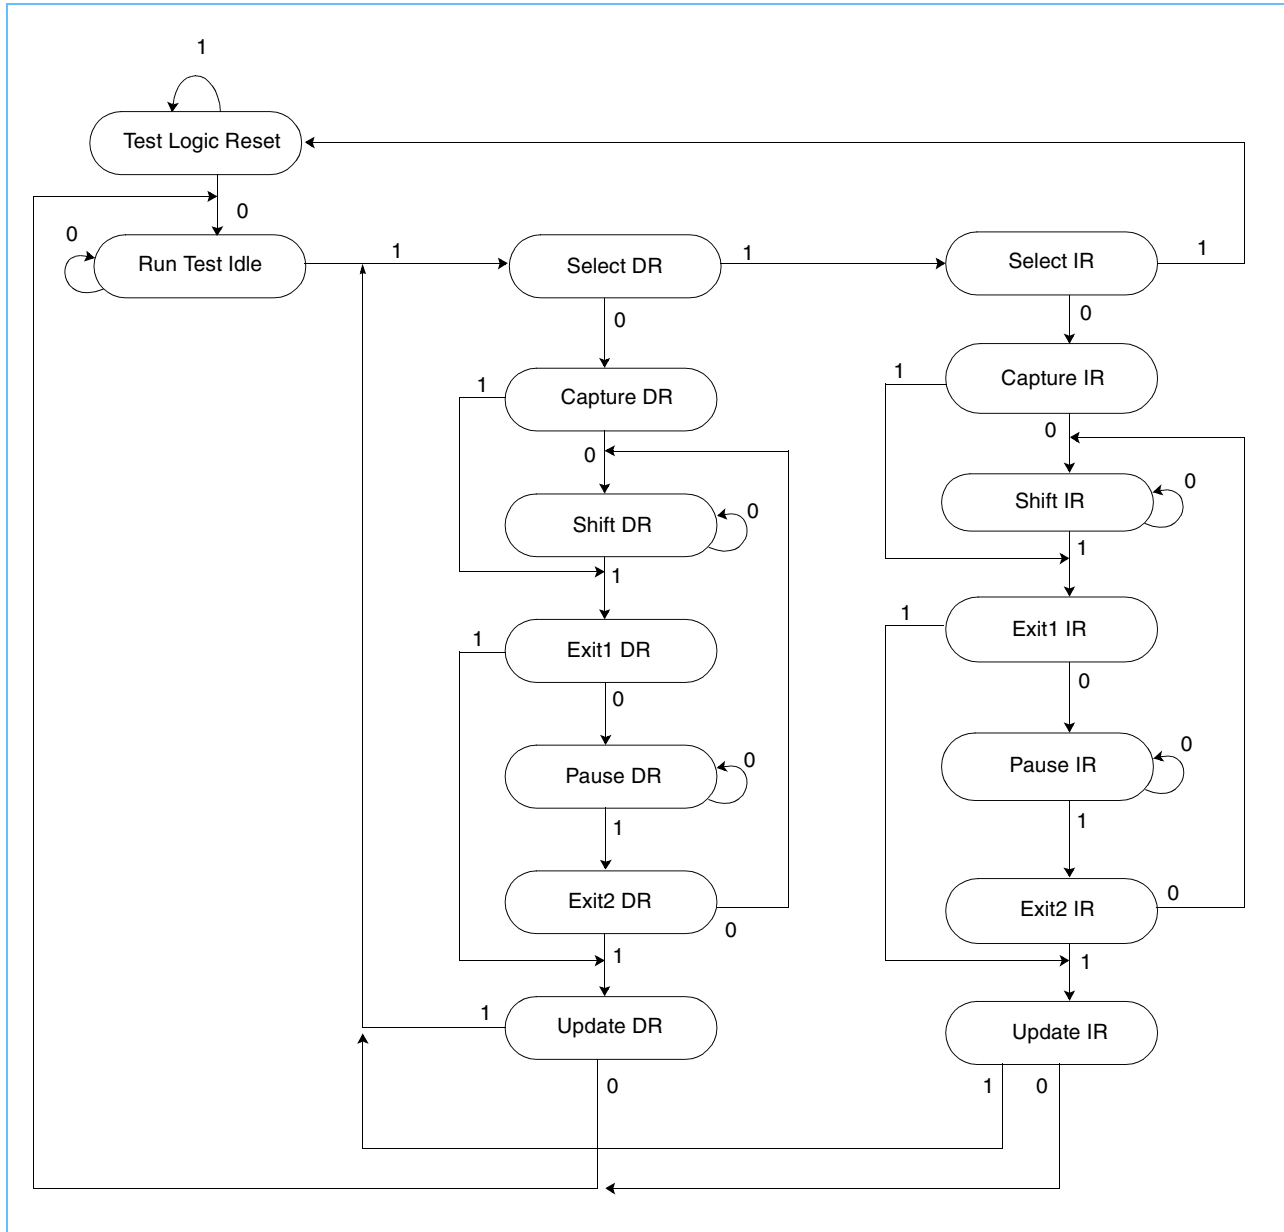 1
Test Logic Reset
0
0
Run Test Idle
1
Select DR
1
Select IR
1
0
0
Capture DR
1
Capture IR
1
0
0
Shift DR
0
Shift IR
0
1
1
Exit1 DR
1
Exit1 IR
1
0
0
Pause DR
0
Pause IR
0
1
1
Exit2 DR
0
Exit2 IR
0
1
1
Update DR
1
Update IR
0
1
0